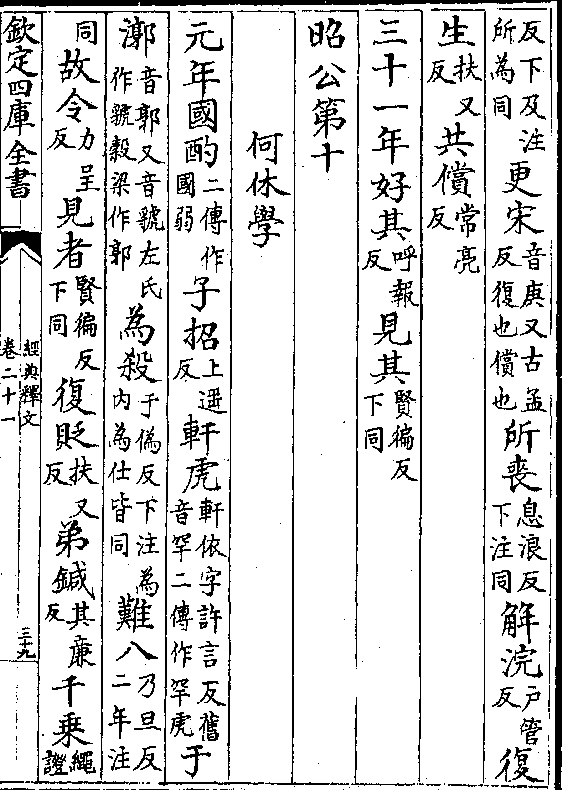 反下及注所為同更宋音庚又古孟反復也償也所喪息浪反下注同解浣戶管反復
生扶又反共償常亮反
三十一年好其呼報反見其賢徧反下同
昭公第十
何休學
元年國酌二傳作國弱子招上遥反軒虎軒依字許言反舊音罕二傳作罕虎于
漷音郭又音虢左氏作虢穀梁作郭為殺于偽反下注為内為仕皆同難八乃旦反二年注
同故令力呈反見者賢徧反下同復貶扶又反弟鍼其亷反千乗繩證
欽定四庫全書
經典釋文
卷二十一
三十九